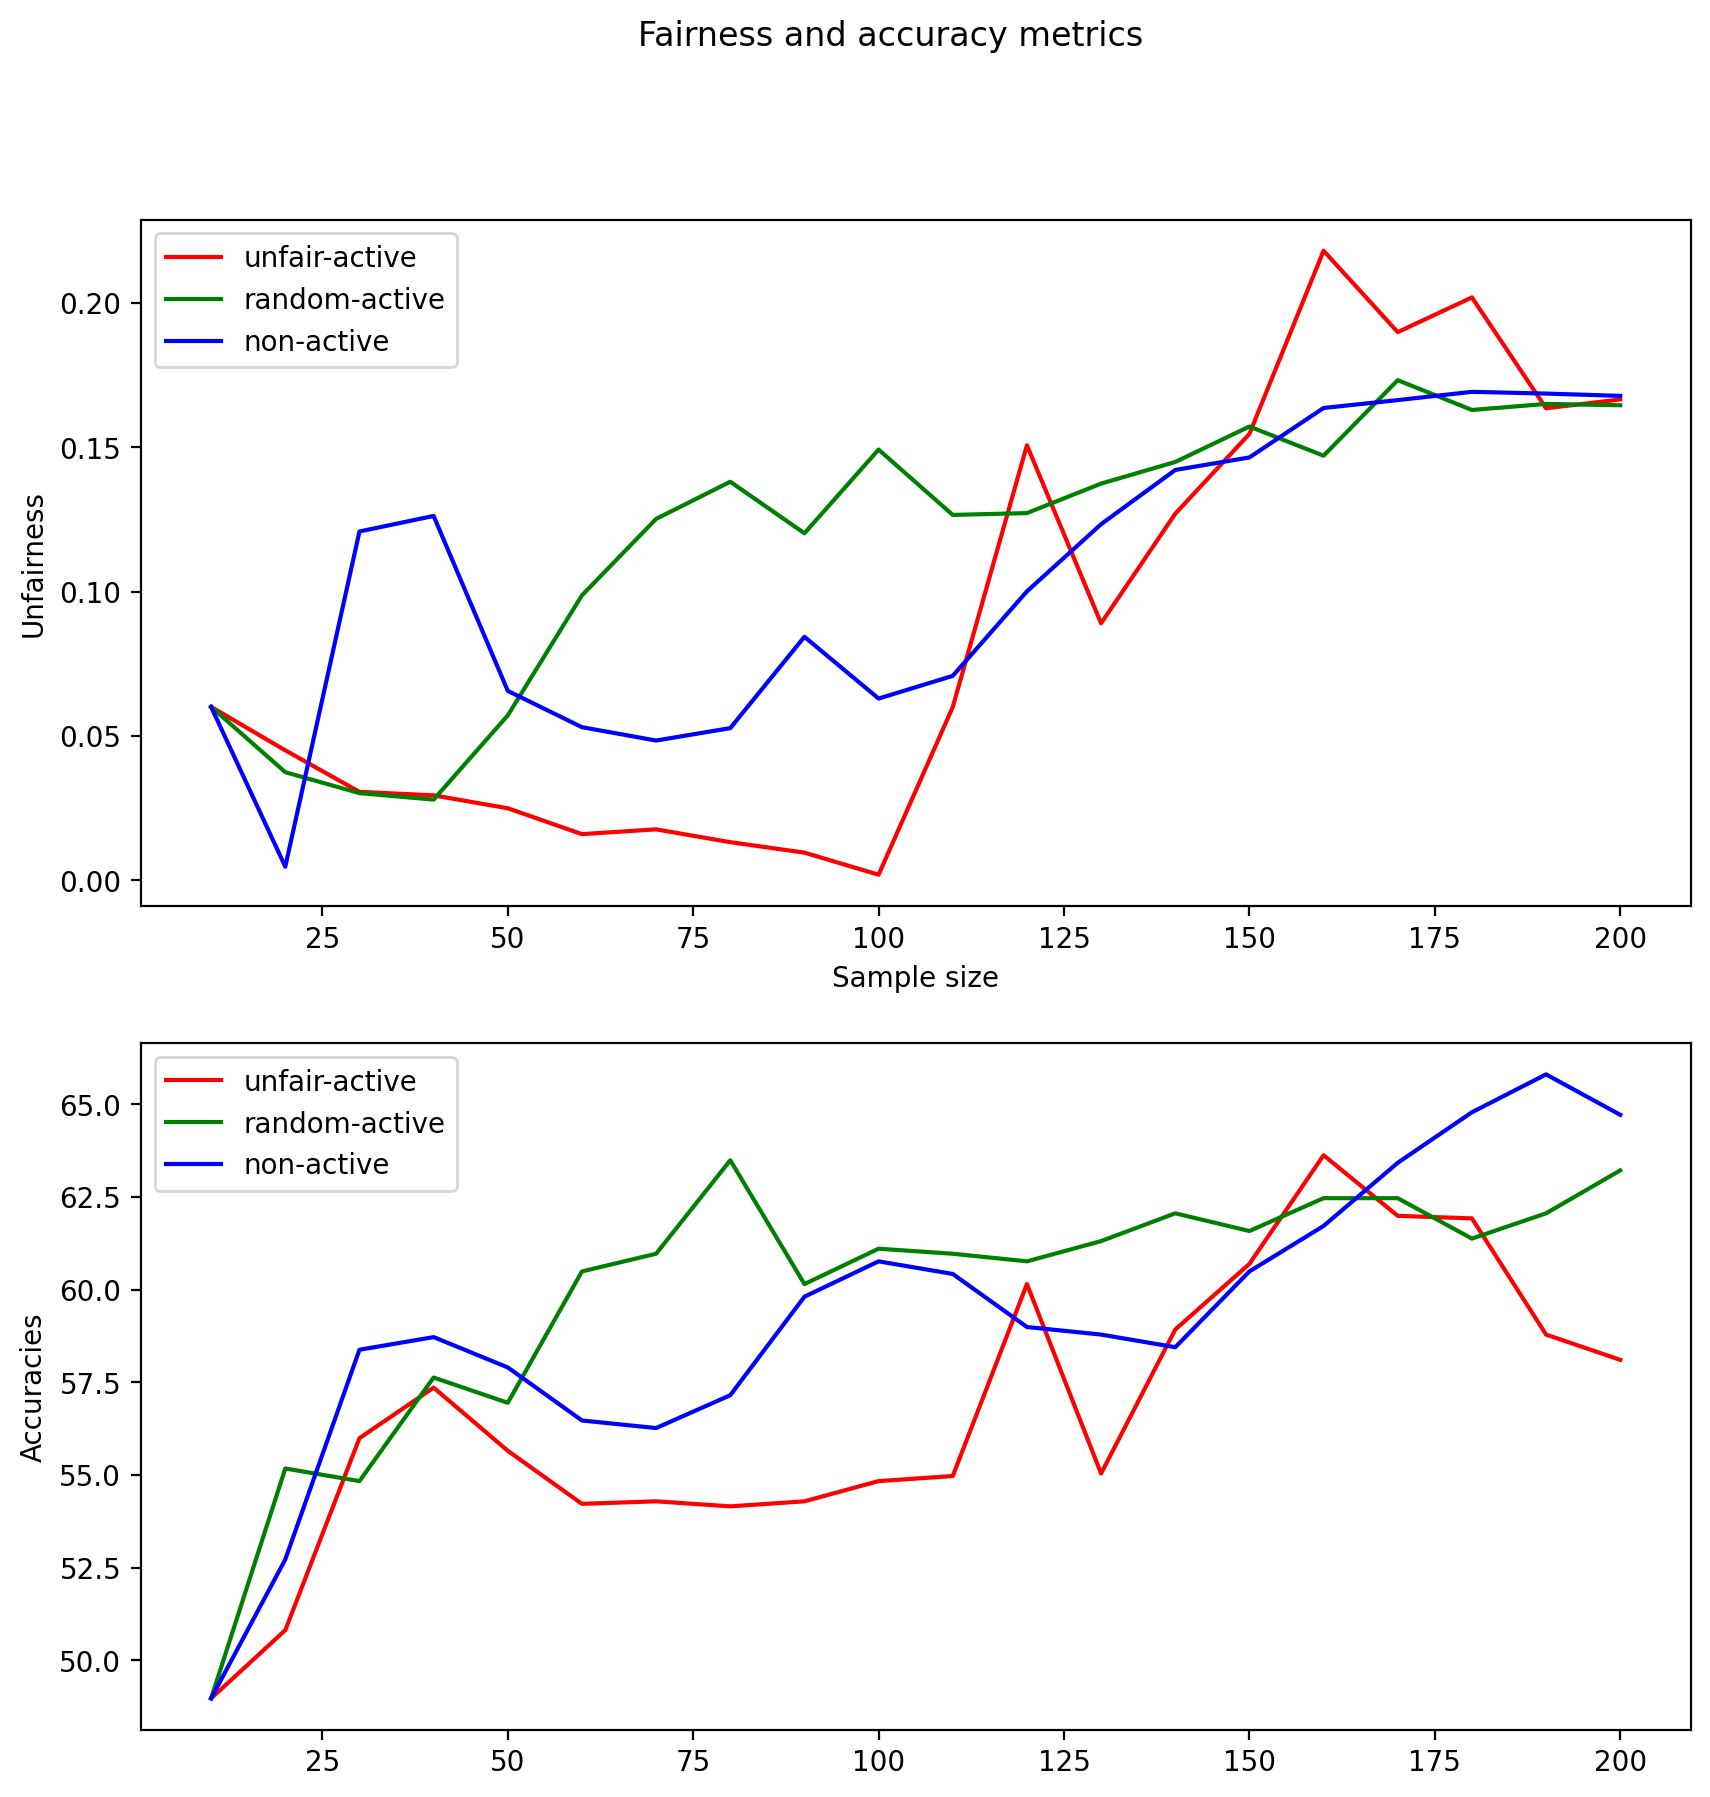 Fairness and accuracy metrics
unfair-active
random-active
non-active
0.20
0.15
0.10
0.05
0.00
Unfairness
25 50 75 100 125 150 175 200
Sample size
unfair-active
random-active
non-active
65.0
62.5
60.0
57.5
55.0
52.5
50.0
Accuracies
25 50 75 100 125 150 175 200